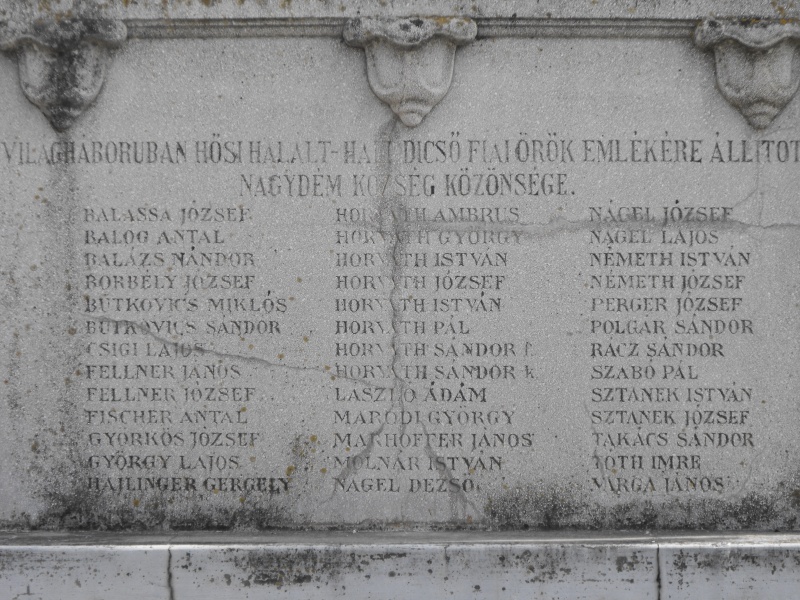 VILÁGHÁBORUBAN HŐSI HALÁLT-HALT DICSŐ FIAI ÖRÖK EMLÉKÉRE ÁLLITOT
NAGYDÉM KÖZSÉG KÖZÖNSÉGE.
BALASSA JÓZSEF
BALOG ANTAL
BALÁZS NÁNDOR
BORBÉLY JÓZSEF
BUTKOVICS MIKLÓS
BUTKOVICS SÁNDOR
CSIGI LAJOS
FELLNER JÁNOS
FELLNER JÓZSEF
FISCHER ANTAL
GYÖRKÖS JÓZSEF
GYÖRGY LAJOS
HAJLINGER GERGELY
HORVÁTH AMBRUS
HORVÁTH GYÖRGY
HORVÁTH ISTVÁN
HORVÁTH JÓZSEF
HORVÁTH ISTVÁN
HORVÁTH PÁL
HORVÁTH SÁNDOR
HORVÁTH SÁNDOR
LASZLO ÁDÁM
MARÓDI GYÖRGY
MARHOFFER JÁNOS
MOLNÁR ISTVÁN
NAGEL DEZSŐ
NAGEL JÓZSEF
NAGEL LAJOS
NÉMETH ISTVÁN
NÉMETH JÓZSEF
PERGER JÓZSEF
POLGÁR SÁNDOR
RÁCZ SÁNDOR
SZABÓ PÁL
SZTANEK ISTVÁN
SZTANEK JÓZSEF
TAKÁCS SÁNDOR
TÓTH IMRE
VARGA JÁNOS